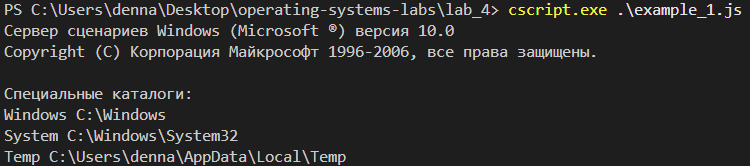 PS C:\Users\denna\Desktop\operating-systems-labs\lab_4> cscript.exe .\example_1.js
Сервер сценариев Windows (Microsoft ®) версия 10.0
Copyright (C) Корпорация Майкрософт 1996-2006, все права защищены.
Специальные каталоги:
Windows C:\Windows
System C:\Windows\System32
Temp C:\Users\denna\AppData\Local\Temp